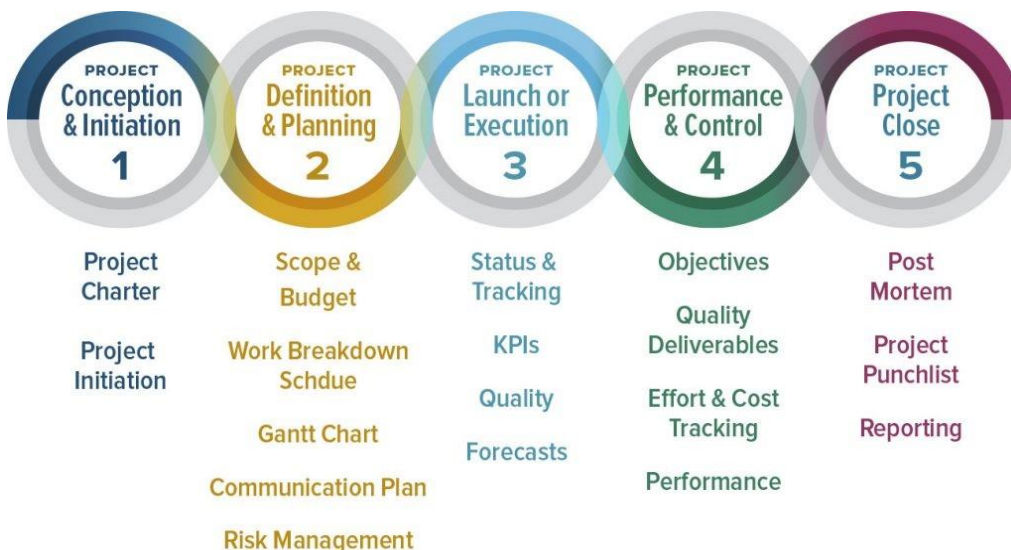 PROJECT
Conception
& Initiation
1
PROJECT
Definition
& Planning
2
PROJECT
Launch or
Execution
3
PROJECT
Performance
& Control
4
PROJECT
Project
Close
5
Project
Charter
Project
Initiation
Scope &
Budget
Work Breakdown
Schdue
Gantt Chart
Communication Plan
Risk Management
Status &
Tracking
KPIs
Quality
Forecasts
Objectives
Quality
Deliverables
Effort & Cost
Tracking
Performance
Post
Mortem
Project
Punchlist
Reporting